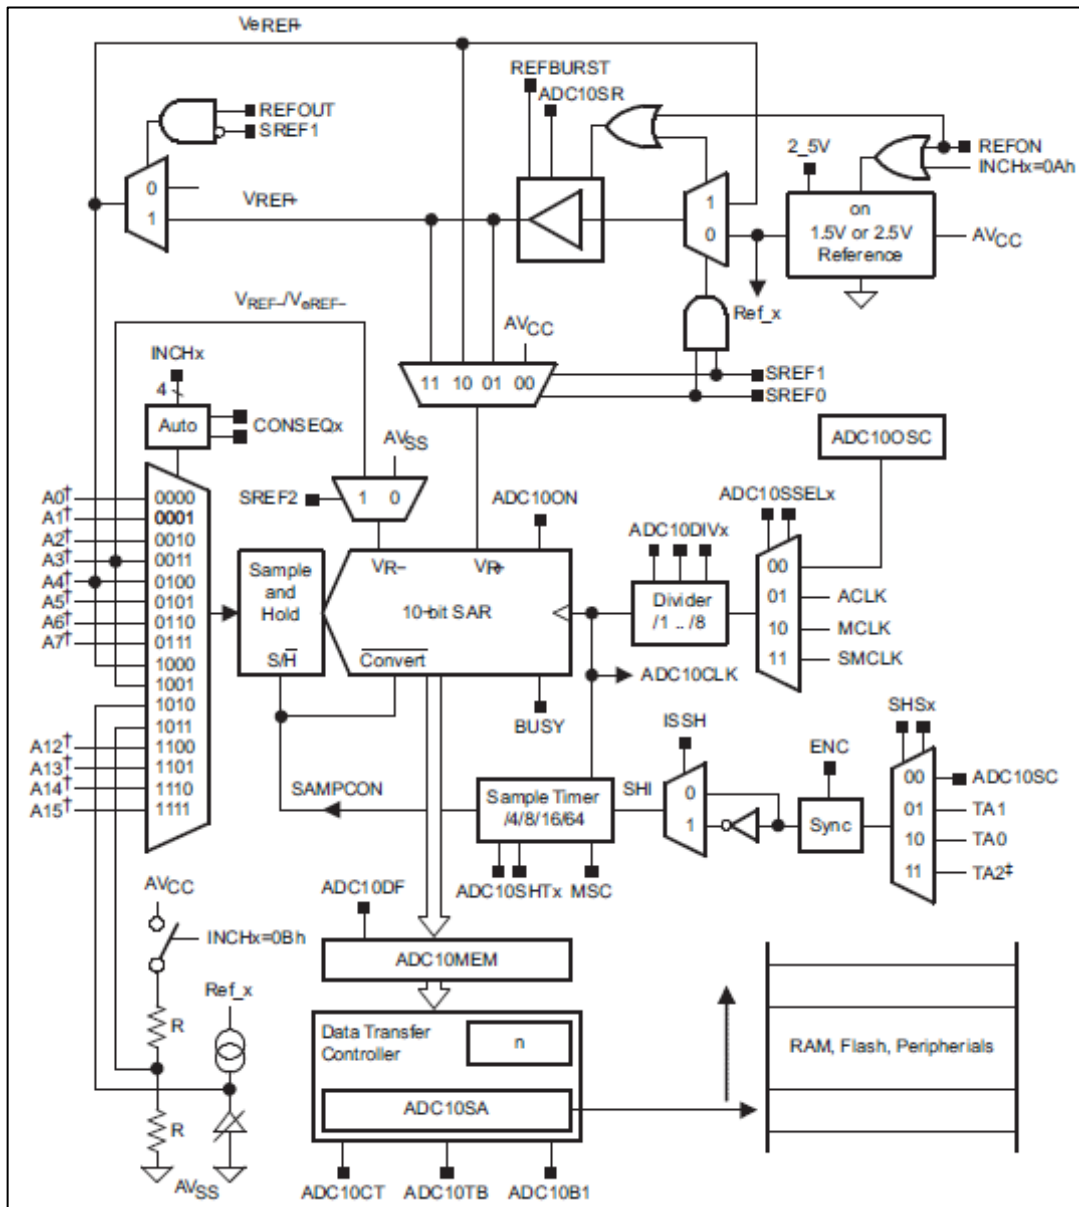 VeREF+
REFBURST
ADC10SR
REFOUT
SREF1
2_5V
REFON
INCHx=0Ah
0
1
VREF+
1
0
on
1.5V or 2.5V
Reference
AVCC
VREF–/VeREF–
Ref_x
AVCC
INCHx
4
11 10 01 00
SREF1
SREF0
Auto
CONSEQx
AVSS
ADC10OSC
SREF2
1 0
ADC10ON
ADC10SSELx
ADC10DIVx
A0† 0000
A1† 0001
A2† 0010
A3† 0011
A4† 0100
A5† 0101
A6† 0110
A7† 0111
1000
1001
1010
1011
A12† 1100
A13† 1101
A14† 1110
A15† 1111
Sample
and
Hold
S/H
VR– VR+
10–bit SAR
Convert
Divider
/1 .. /8
00
01 ACLK
10 MCLK
11 SMCLK
ADC10CLK
BUSY
ISSH
SHSx
ENC
SAMPCON
Sample Timer
/4/8/16/64
SHI
0
1
Sync
00 ADC10SC
01 TA1
10 TA0
11 TA2‡
ADC10DF
ADC10SHTx MSC
AVCC
INCHx=0Bh
ADC10MEM
Ref_x
R
Data Transfer
Controller
n
RAM, Flash, Peripherials
ADC10SA
R
AVSS
ADC10CT ADC10TB ADC10B1